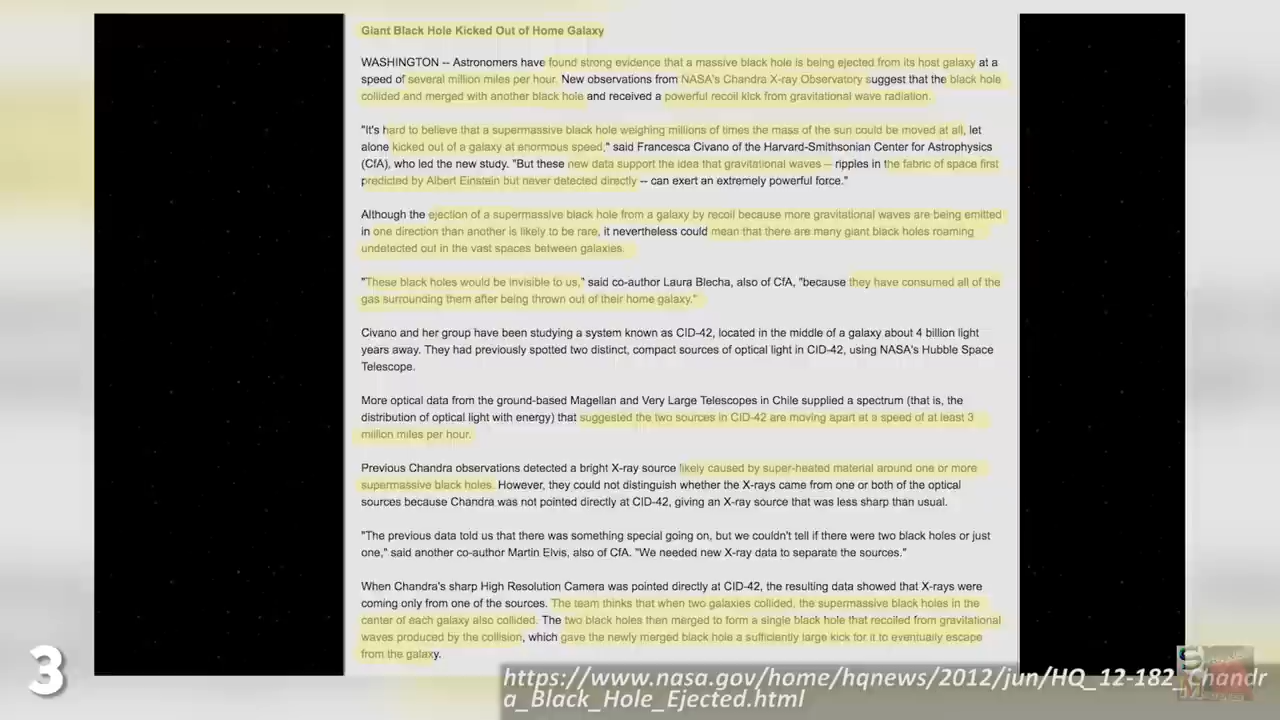 Giant Black Hole Kicked Out of Home Galaxy
WASHINGTON -- Astronomers have found strong evidence that a massive black hole is being ejected from its host galaxy at a
speed of several million miles per hour. New observations from NASA's Chandra X-ray Observatory suggest that the black hole
collided and merged with another black hole and received a powerful recoil kick from gravitational wave radiation.
"It's hard to believe that a supermassive black hole weighing millions of times the mass of the sun could be moved at all, let
alone kicked out of a galaxy at enormous speed," said Francesca Civano of the Harvard-Smithsonian Center for Astrophysics
(CfA), who led the new study. "But these new data support the idea that gravitational waves -- ripples in the fabric of space first
predicted by Albert Einstein but never detected directly -- can exert an extremely powerful force."
Although the ejection of a supermassive black hole from a galaxy by recoil because more gravitational waves are being emitted
in one direction than another is likely to be rare, it nevertheless could mean that there are many giant black holes roaming
undetected out in the vast spaces between galaxies.
"These black holes would be invisible to us," said co-author Laura Blecha, also of CfA, "because they have consumed all of the
gas surrounding them after being thrown out of their home galaxy."
Civano and her group have been studying a system known as CID-42, located in the middle of a galaxy about 4 billion light
years away. They had previously spotted two distinct, compact sources of optical light in CID-42, using NASA's Hubble Space
Telescope.
More optical data from the ground-based Magellan and Very Large Telescopes in Chile supplied a spectrum (that is, the
distribution of optical light with energy) that suggested the two sources in CID-42 are moving apart at a speed of at least 3
million miles per hour.
Previous Chandra observations detected a bright X-ray source likely caused by super-heated material around one or more
supermassive black holes. However, they could not distinguish whether the X-rays came from one or both of the optical
sources because Chandra was not pointed directly at CID-42, giving an X-ray source that was less sharp than usual.
"The previous data told us that there was something special going on, but we couldn't tell if there were two black holes or just
one," said another co-author Martin Elvis, also of CfA. "We needed new X-ray data to separate the sources."
When Chandra's sharp High Resolution Camera was pointed directly at CID-42, the resulting data showed that X-rays were
coming only from one of the sources. The team thinks that when two galaxies collided, the supermassive black holes in the
center of each galaxy also collided. The two black holes then merged to form a single black hole that recoiled from gravitational
waves produced by the collision, which gave the newly merged black hole a sufficiently large kick for it to eventually escape
from the galaxy.
3
https://www.nasa.gov/home/hqnews/2012/jun/HQ_12-182_Chandr
a_Black_Hole_Ejected.html